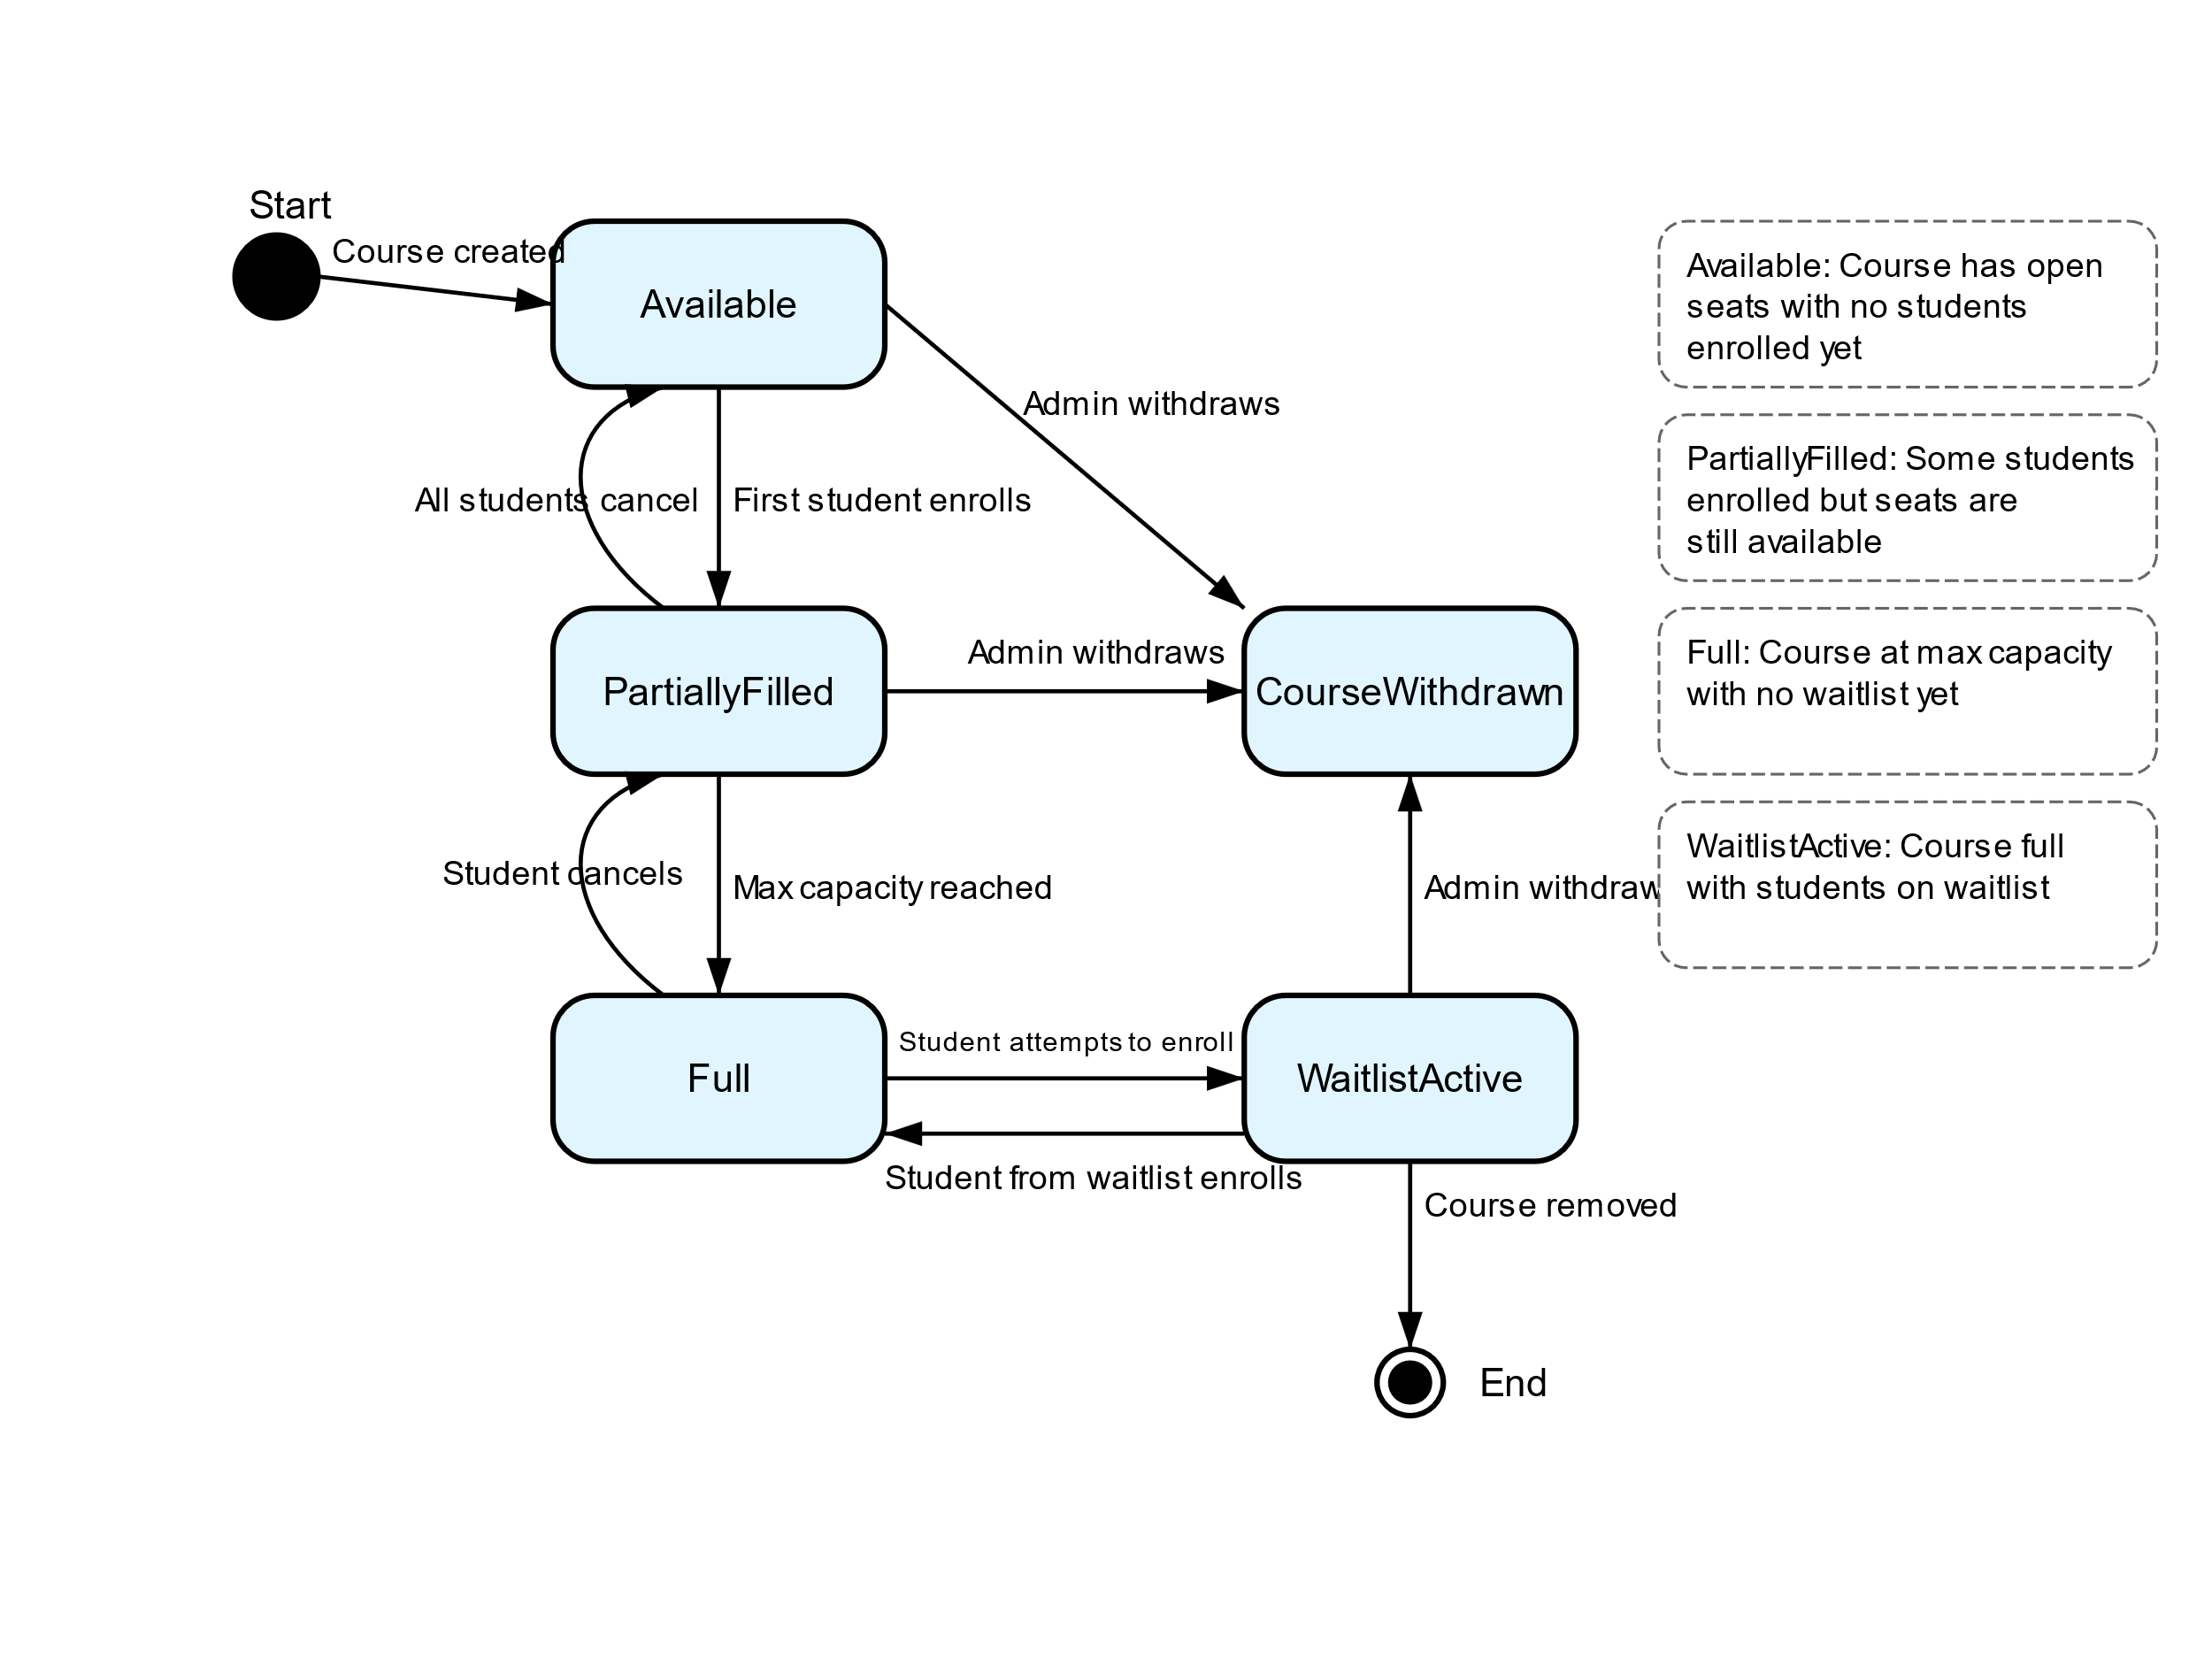 Start
Course created
Available
Admin withdraws
All students cancel
First student enrolls
PartiallyFilled
Admin withdraws
CourseWithdrawn
Student cancels
Max capacity reached
Admin withdraw
Full
Student attempts to enroll
WaitlistActive
Student from waitlist enrolls
Course removed
End
Available: Course has open
seats with no students
enrolled yet
PartiallyFilled: Some students
enrolled but seats are
still available
Full: Course at max capacity
with no waitlist yet
WaitlistActive: Course full
with students on waitlist